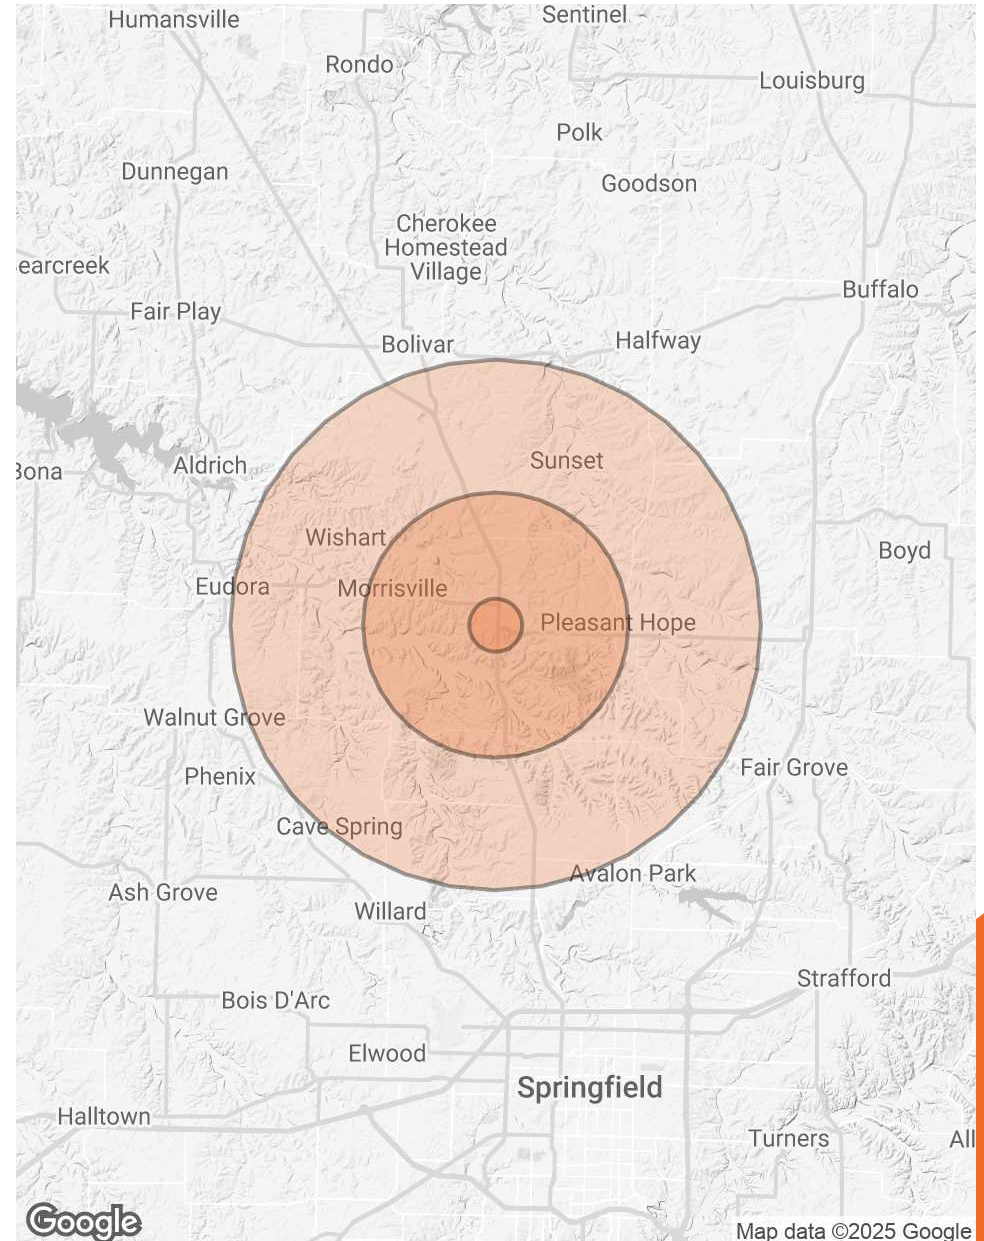 Sentinel
Humansville
Rondo
Louisburg
Polk
Dunnegan
Goodson
Cherokee
Homestead
Village
earcreek
Buffalo
Fair Play
Halfway
Bolivar
Sunset
Aldrich
Bona
Wishart
Boyd
Eudora
Morrisville
Pleasant Hope
Walnut Grove
Fair Grove
Phenix
Cave Spring
Avalon Park
Ash Grove
Willard
Strafford
Bois D'Arc
Elwood
Springfield
Halltown
Turners
All
Google
Map data ©2025 Google